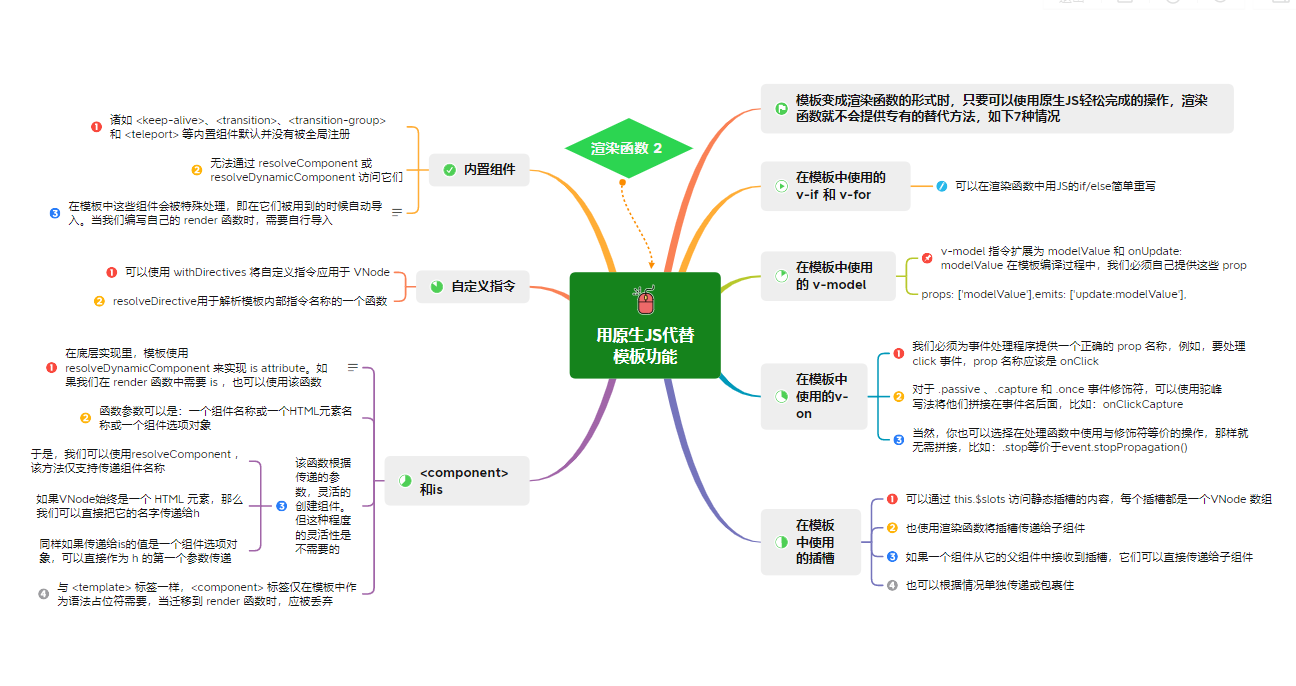 渲染函数 2
用原生JS代替
模板功能
模板变成渲染函数的形式时，只要可以使用原生JS轻松完成的操作，渲染
函数就不会提供专有的替代方法，如下7种情况
在模板中使用的
v-if 和 v-for
可以在渲染函数中用JS的if/else简单重写
在模板中使用
的 v-model
v-model 指令扩展为 modelValue 和 onUpdate:
modelValue 在模板编译过程中，我们必须自己提供这些 prop
props: ['modelValue'],emits: ['update:modelValue'],
在模板中
使用的v-
on
1 我们必须为事件处理程序提供一个正确的 prop 名称，例如，要处理
click 事件，prop 名称应该是 onClick
2 对于 .passive 、.capture 和 .once 事件修饰符，可以使用驼峰
写法将他们拼接在事件名后面，比如：onClickCapture
3 当然，你也可以选择在处理函数中使用与修饰符等价的操作，那样就
无需拼接，比如：.stop等价于event.stopPropagation()
在模板
中使用
的插槽
1 可以通过 this.$slots 访问静态插槽的内容，每个插槽都是一个VNode 数组
2 也使用渲染函数将插槽传递给子组件
3 如果一个组件从它的父组件中接收到插槽，它们可以直接传递给子组件
4 也可以根据情况单独传递或包裹住
内置组件
1 诸如 <keep-alive>、<transition>、<transition-group>
和 <teleport> 等内置组件默认并没有被全局注册
2 无法通过 resolveComponent 或
resolveDynamicComponent 访问它们
3 在模板中这些组件会被特殊处理，即在它们被用到的时候自动导
入。当我们编写自己的 render 函数时，需要自行导入
自定义指令
1 可以使用 withDirectives 将自定义指令应用于 VNode
2 resolveDirective用于解析模板内部指令名称的一个函数
<component>
和is
1 在底层实现里，模板使用
resolveDynamicComponent 来实现 is attribute。如
果我们在 render 函数中需要 is ，也可以使用该函数
2 函数参数可以是：一个组件名称或一个HTML元素名
称或一个组件选项对象
3 该函数根据
传递的参
数，灵活的
创建组件。
但这种程度
的灵活性是
不需要的
于是，我们可以使用resolveComponent ，
该方法仅支持传递组件名称
如果VNode始终是一个 HTML 元素，那么
我们可以直接把它的名字传递给h
同样如果传递给is的值是一个组件选项对
象，可以直接作为 h 的第一个参数传递
4 与 <template> 标签一样，<component> 标签仅在模板中作
为语法占位符需要，当迁移到 render 函数时，应被丢弃